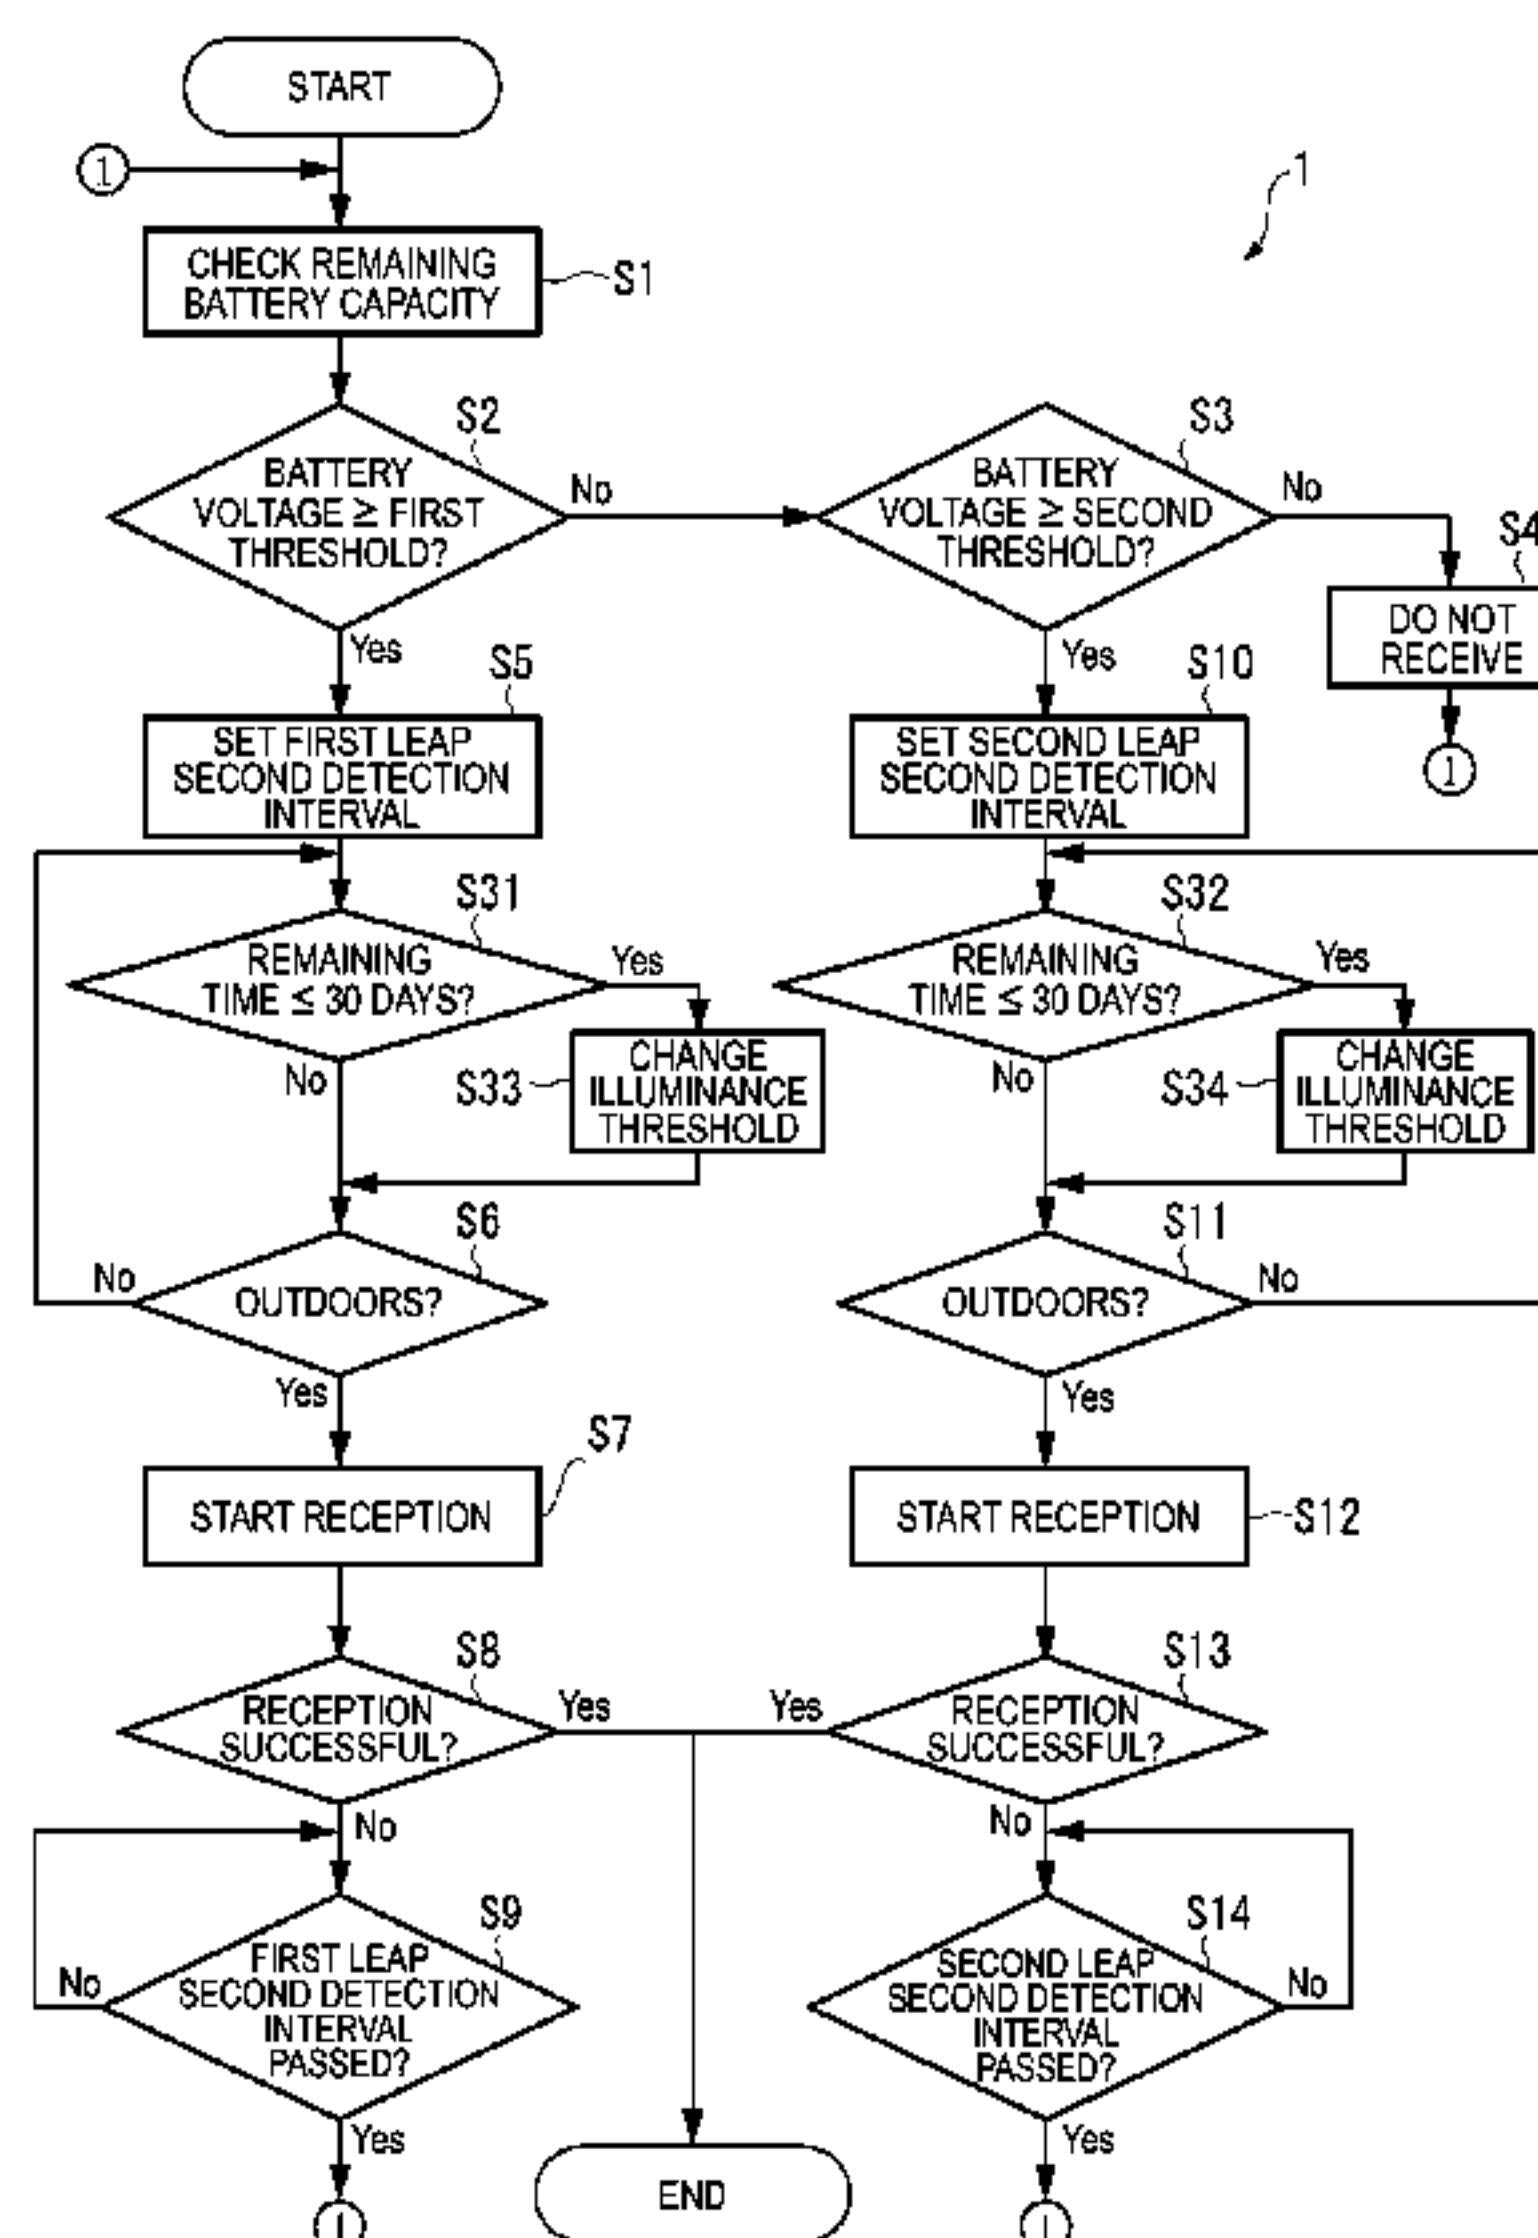 START
1
1
CHECK REMAINING
BATTERY CAPACITY
S1
S2
BATTERY
VOLTAGE ≥ FIRST
THRESHOLD?
No
Yes
S3
BATTERY
VOLTAGE ≥ SECOND
THRESHOLD?
No
Yes
S4
DO NOT
RECEIVE
1
S5
SET FIRST LEAP
SECOND DETECTION
INTERVAL
S10
SET SECOND LEAP
SECOND DETECTION
INTERVAL
S31
REMAINING
TIME ≤ 30 DAYS?
Yes
No
S33
CHANGE
ILLUMINANCE
THRESHOLD
S32
REMAINING
TIME ≤ 30 DAYS?
Yes
No
S34
CHANGE
ILLUMINANCE
THRESHOLD
S6
OUTDOORS?
No
Yes
S11
OUTDOORS?
No
Yes
S7
START RECEPTION
START RECEPTION
S12
S8
RECEPTION
SUCCESSFUL?
Yes
No
S13
RECEPTION
SUCCESSFUL?
Yes
No
S9
FIRST LEAP
SECOND DETECTION
INTERVAL
PASSED?
No
Yes
S14
SECOND LEAP
SECOND DETECTION
INTERVAL
PASSED?
No
Yes
1
END
1